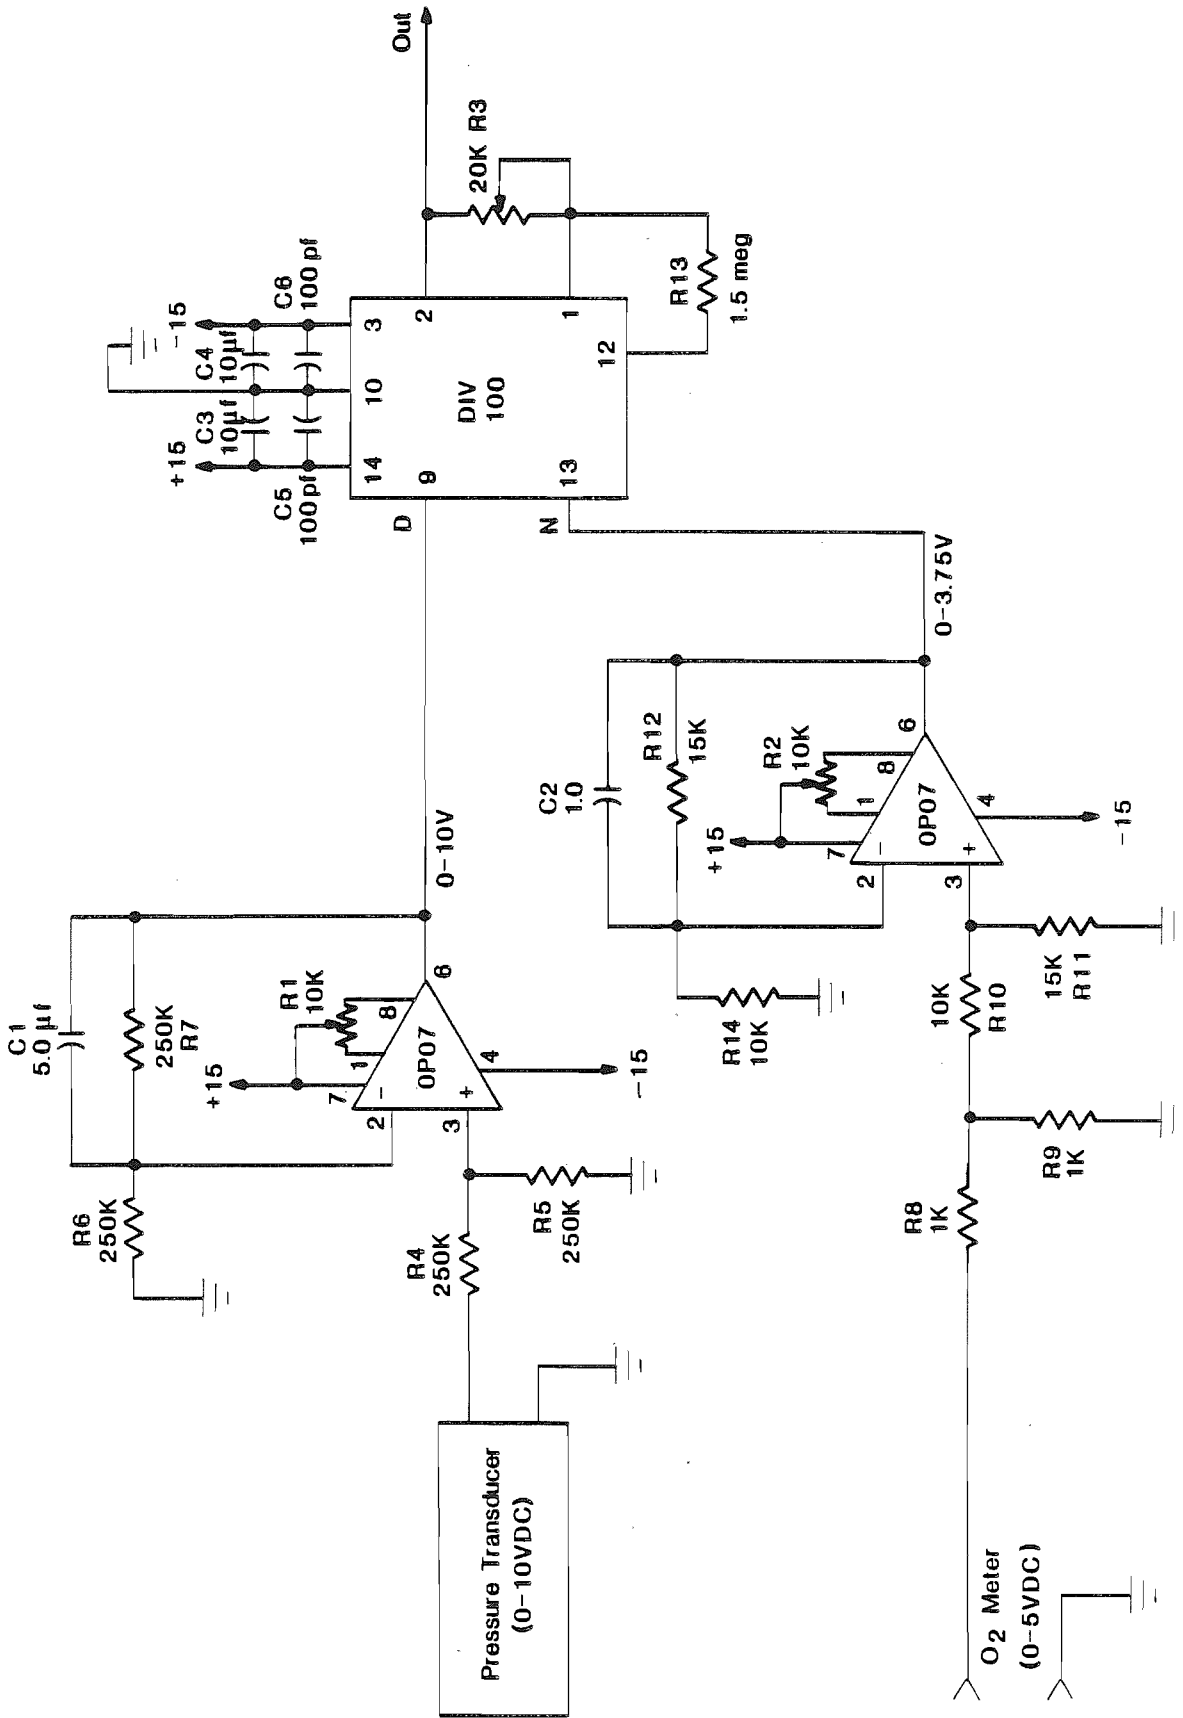 C1
5.0 µf
250K
R7
R6
250K
+15
R1
10K
7
1
8
2
-
OP07
6
3
+
4
-15
0-10V
R4
250K
R5
250K
Pressure Transducer
(0-10VDC)
+15
C3
10µf
C4
10µf
-15
C5
100pf
C6
100pf
14
10
3
D
9
2
DIV
100
N
13
12
1
Out
20K R3
R13
1.5 meg
C2
1.0
R12
15K
R14
10K
+15
R2
10K
7
1
8
2
-
OP07
6
3
+
4
-15
0-3.75V
R8
1K
R9
1K
10K
R10
15K
R11
O2 Meter
(0-5VDC)